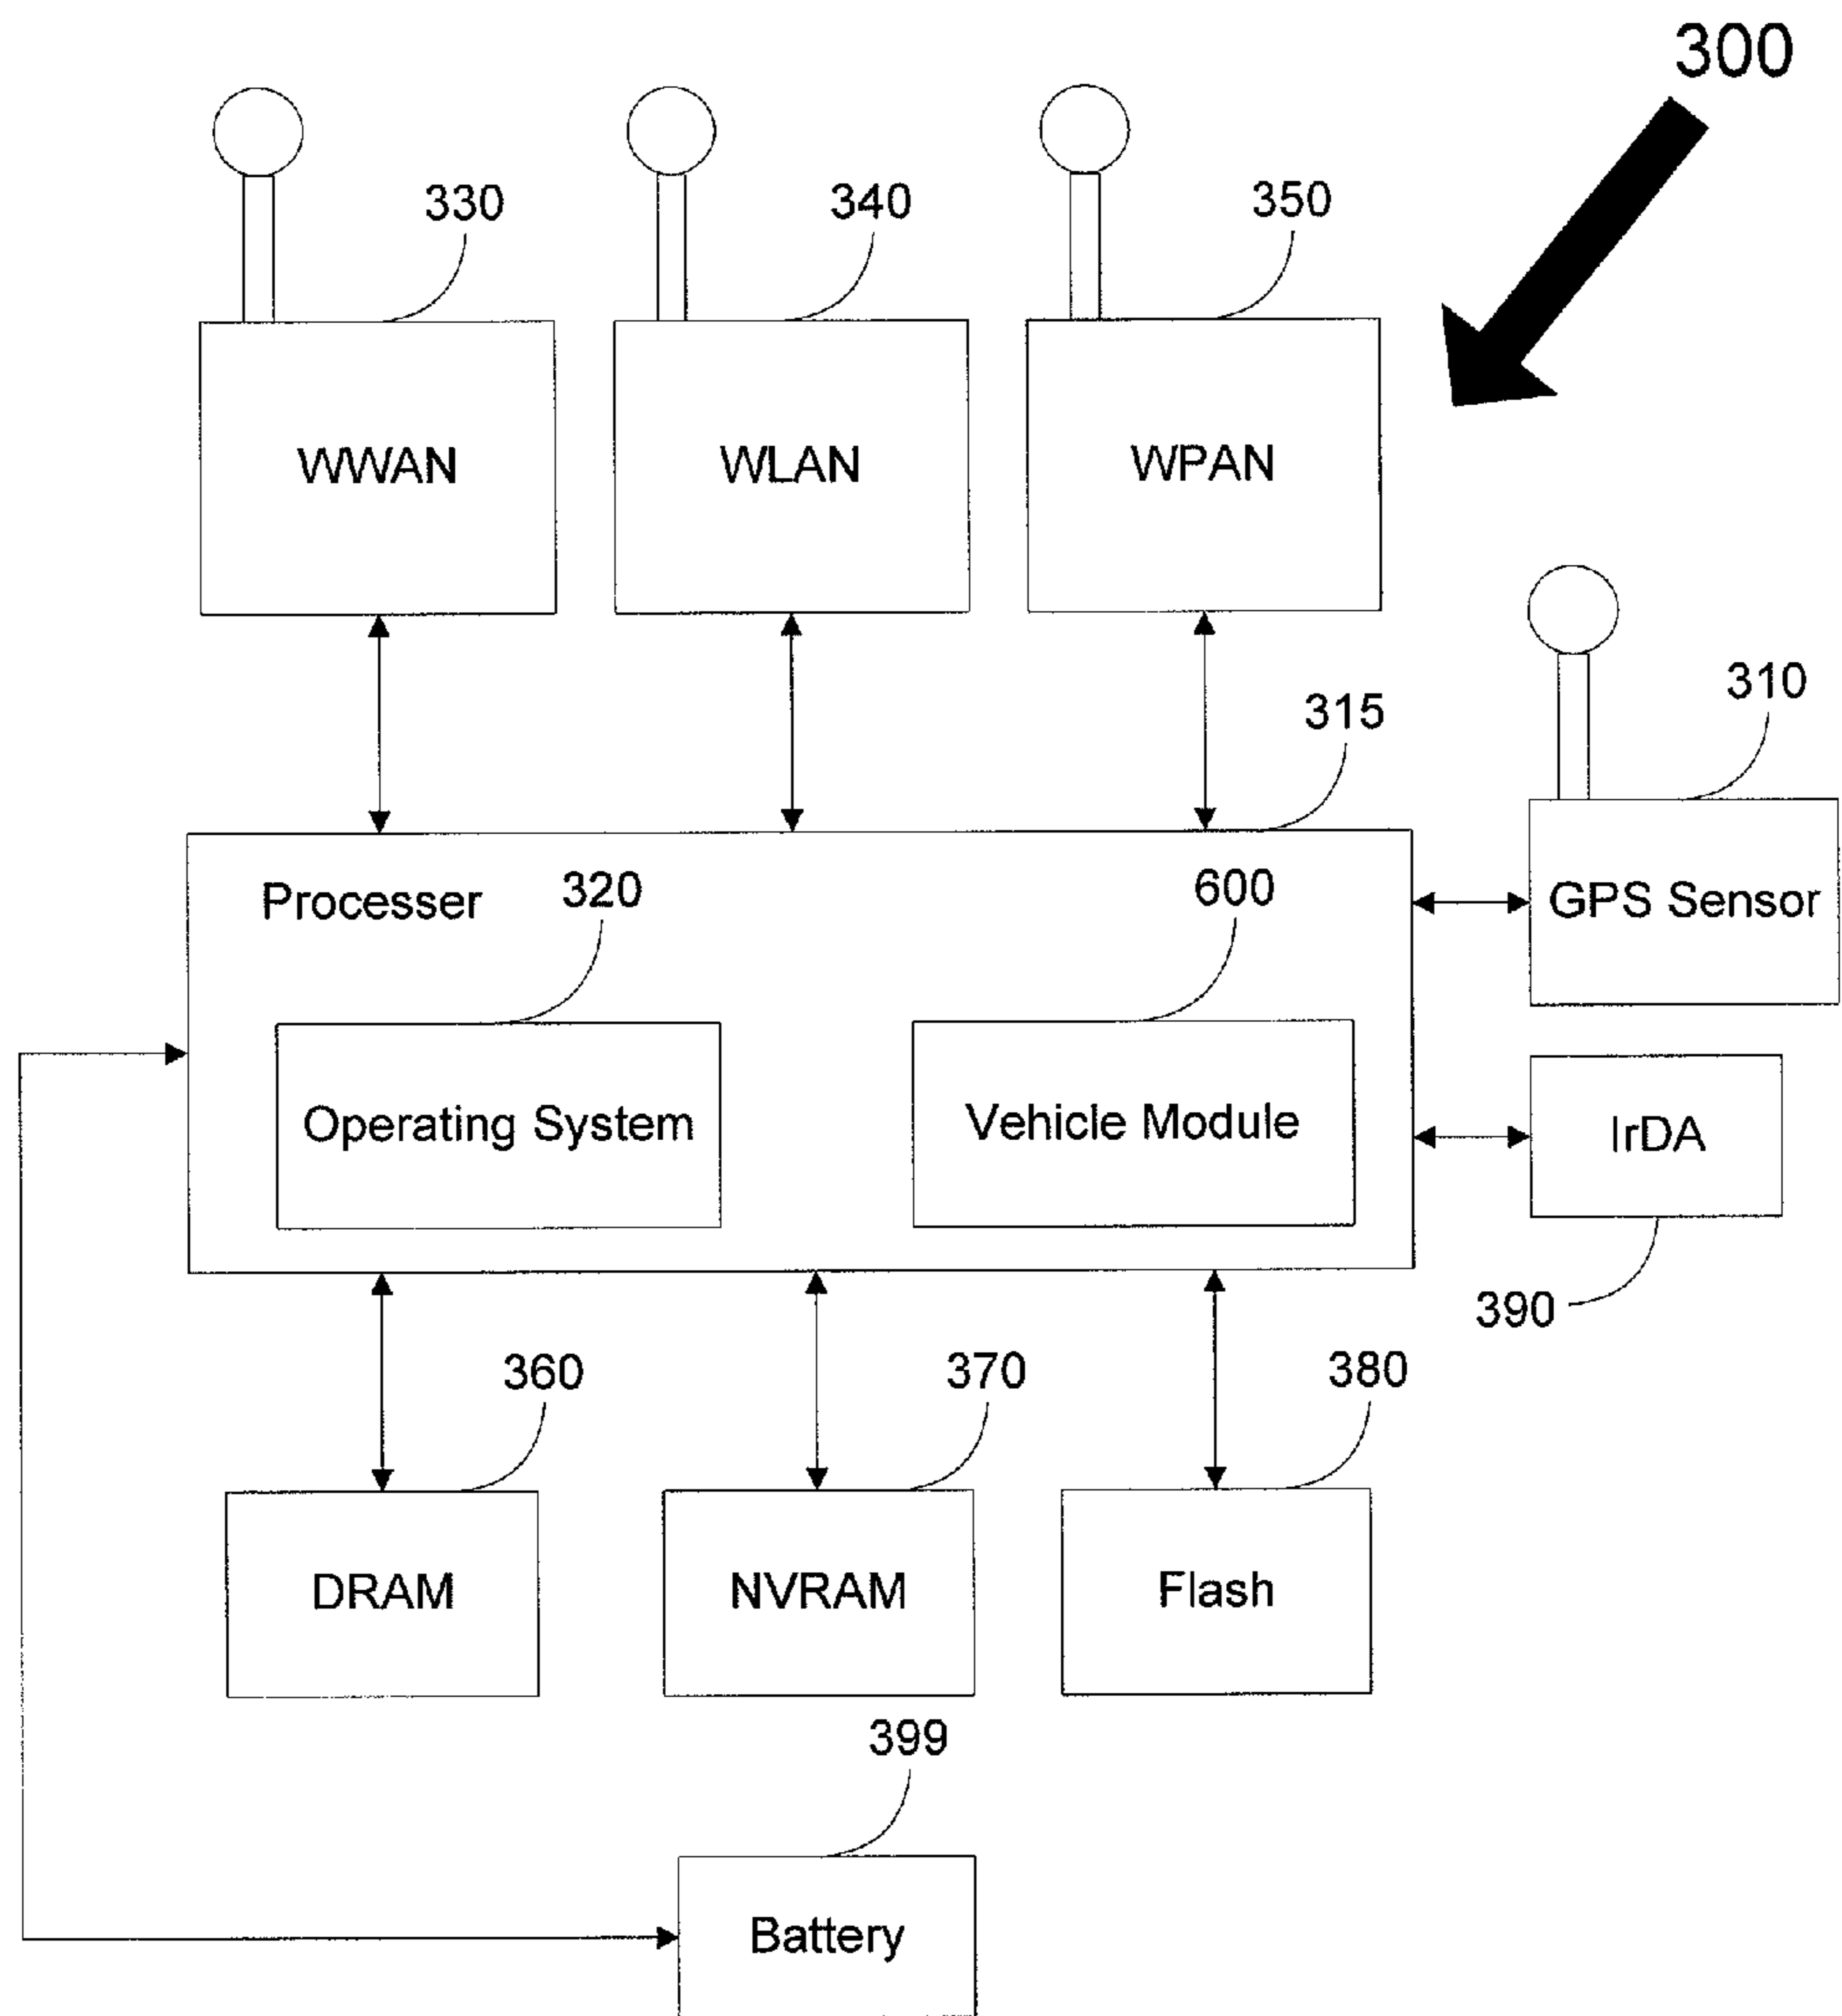 300
330
340
350
WWAN
WLAN
WPAN
310
315
Processer
320
600
GPS Sensor
Operating System
Vehicle Module
IrDA
390
360
370
380
DRAM
NVRAM
Flash
399
Battery